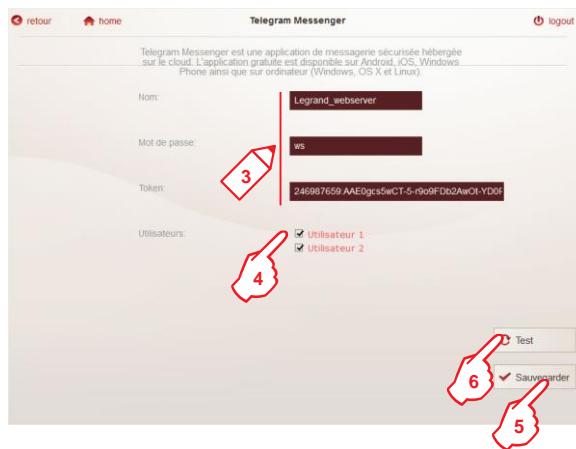 retour home Telegram Messenger logout
Telegram Messenger est une application de messagerie sécurisée hébergée
sur le cloud. L'application gratuite est disponible sur Android, iOS, Windows
Phone ainsi que sur ordinateur (Windows, OS X et Linux).
Nom: Legrand_webserver
Mot de passe: ws
3
Token: 246987659:AAE0gcs5wCT-5-r9o9FDb2AwOt-YD0F
Utilisateurs: Utilisateur 1
Utilisateur 2
4
Test
6
Sauvegarder
5